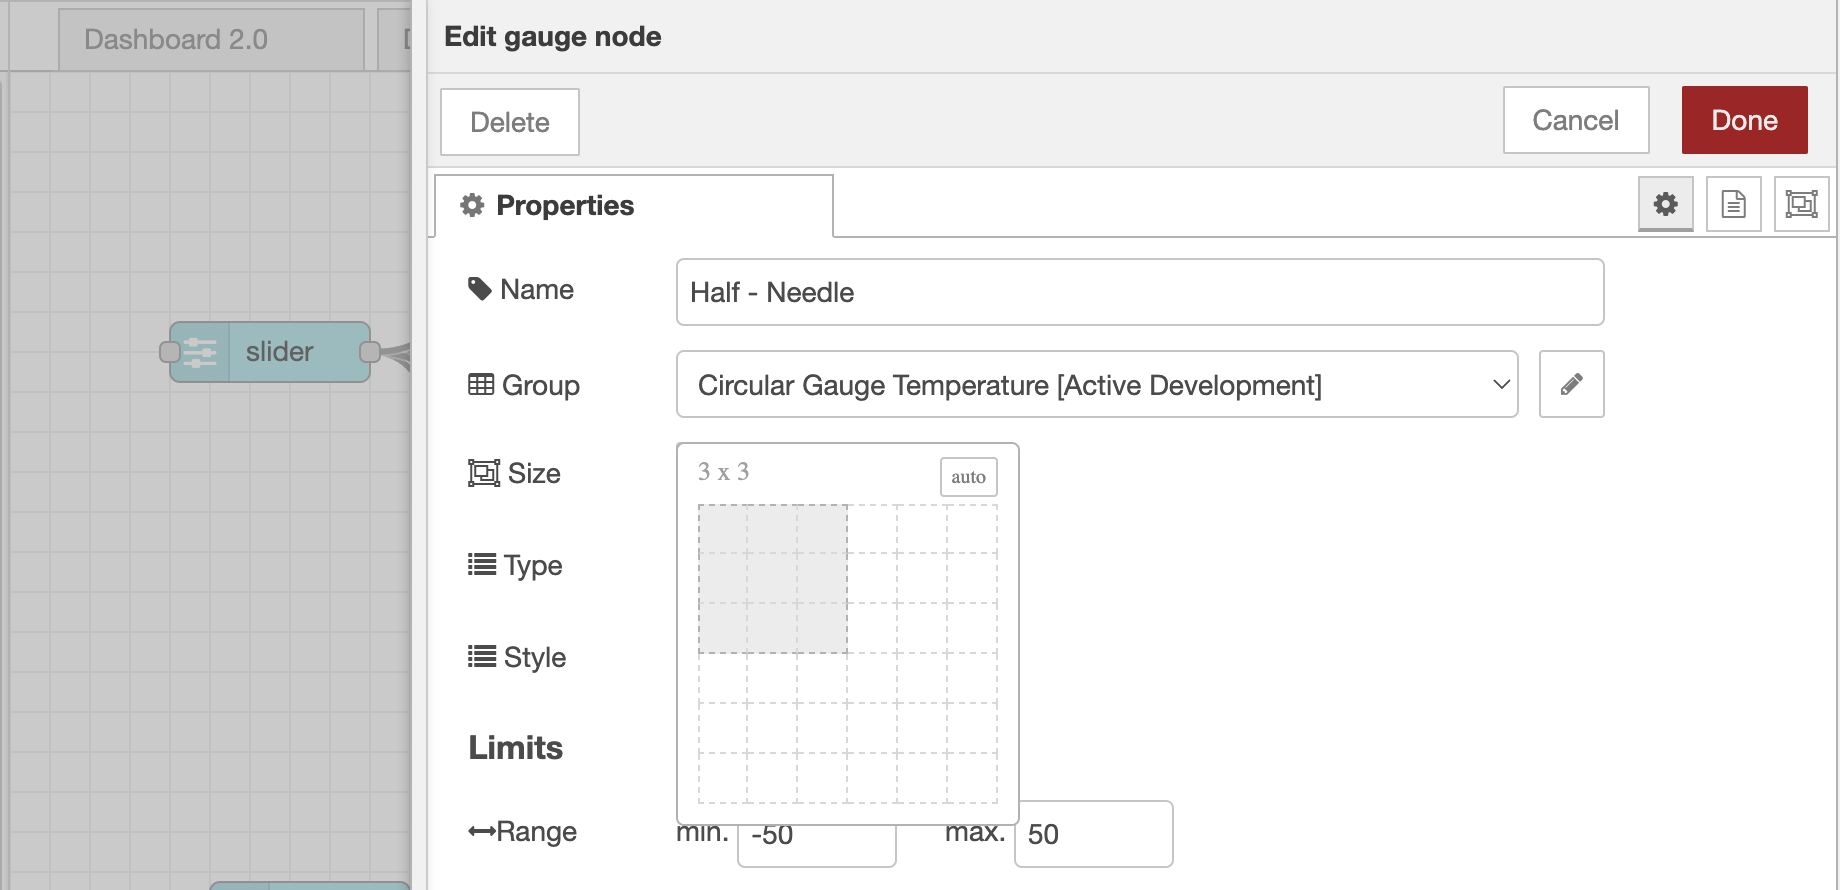 Dashboard 2.0
Edit gauge node
Delete
Cancel
Done
Properties
Name
Half - Needle
Group
Circular Gauge Temperature [Active Development]
slider
Size
3 x 3
auto
Type
Style
Limits
Range
min.
-50
max.
50